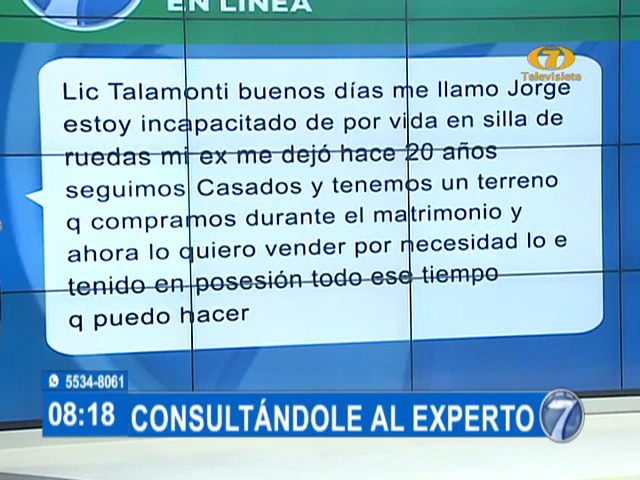 EN LÍNEA
7
Televisiete
Lic Talamonti buenos días me llamo Jorge
estoy incapacitado de por vida en silla de
ruedas mi ex me dejó hace 20 años
seguimos Casados y tenemos un terreno
q compramos durante el matrimonio y
ahora lo quiero vender por necesidad lo e
tenido en posesión todo ese tiempo
q puedo hacer
5534-8061
08:18 CONSULTÁNDOLE AL EXPERTO 7